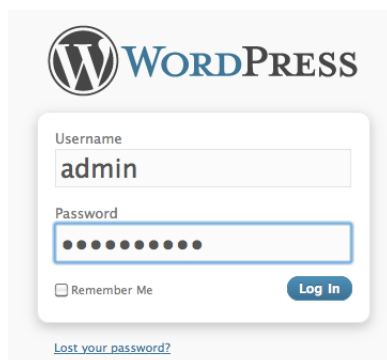 WORDPRESS
Username
admin
Password
●●●●●●●●●●
Remember Me
Log In
Lost your password?